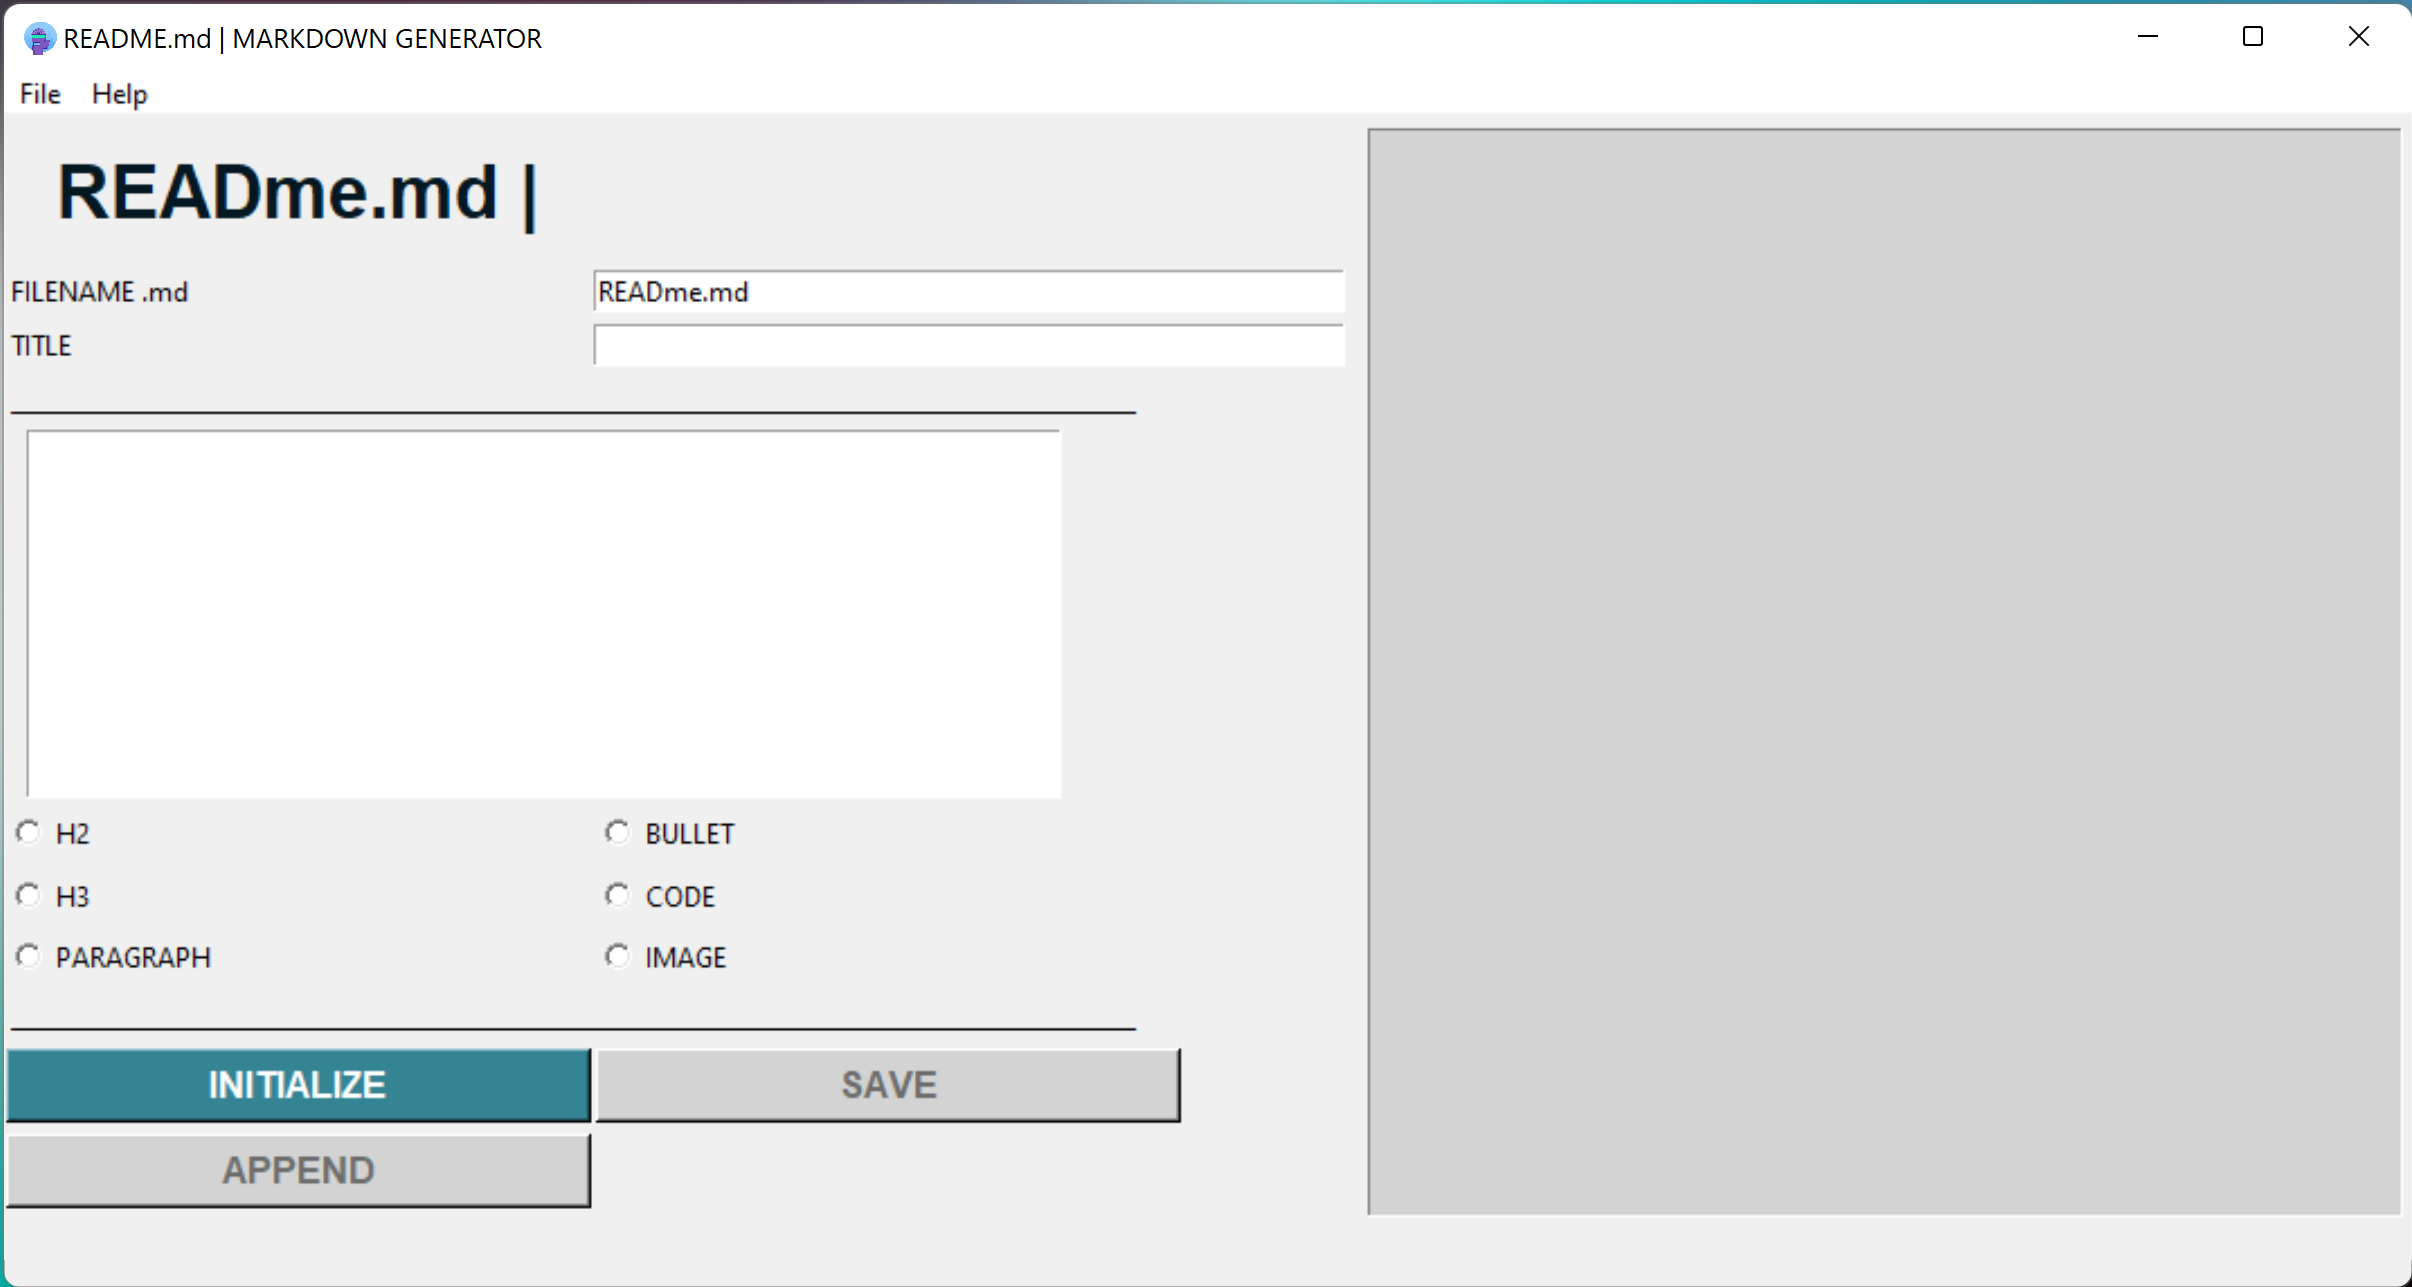 README.md | MARKDOWN GENERATOR
File Help
READme.md |
FILENAME .md READme.md
TITLE
H2 BULLET
H3 CODE
PARAGRAPH IMAGE
INITIALIZE SAVE
APPEND